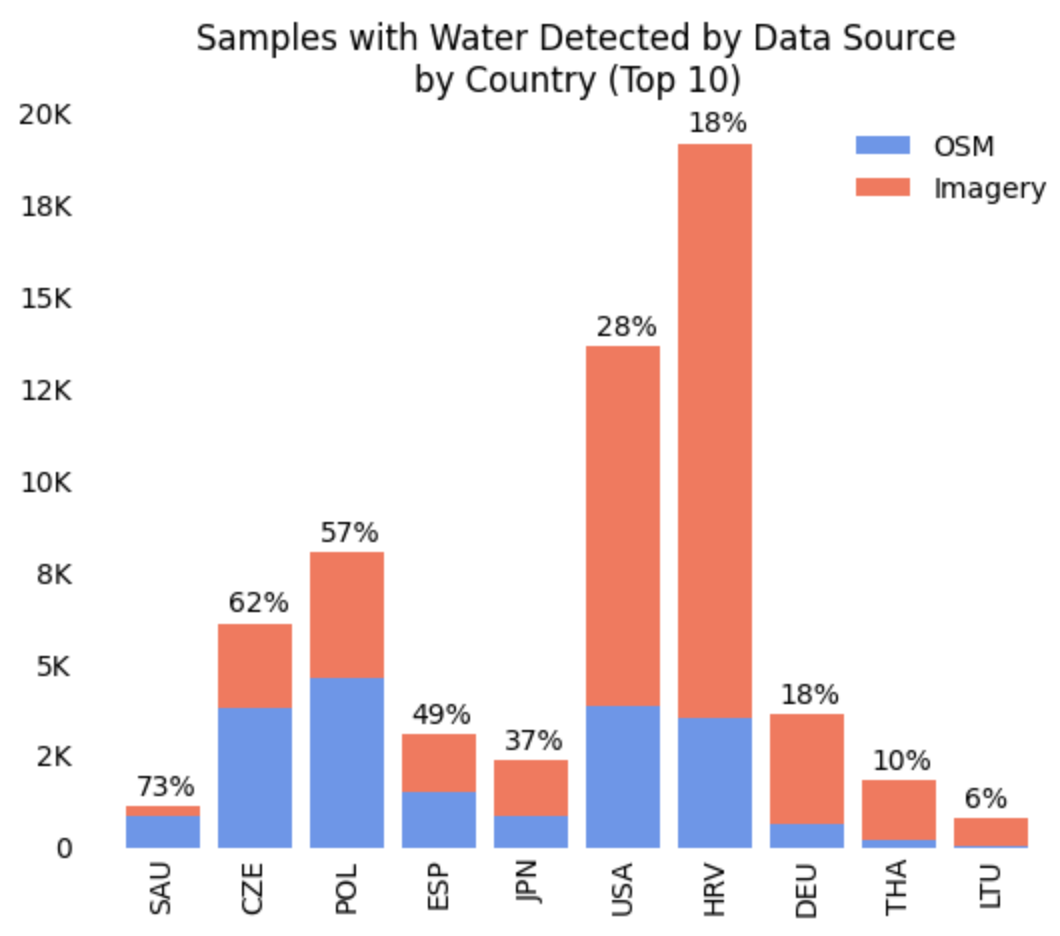 Samples with Water Detected by Data Source
by Country (Top 10)
20K
18K
15K
12K
10K
8K
5K
2K
0
18%
28%
57%
62%
49%
37%
73%
18%
10%
6%
OSM
Imagery
SAU
CZE
POL
ESP
JPN
USA
HRV
DEU
THA
LTU